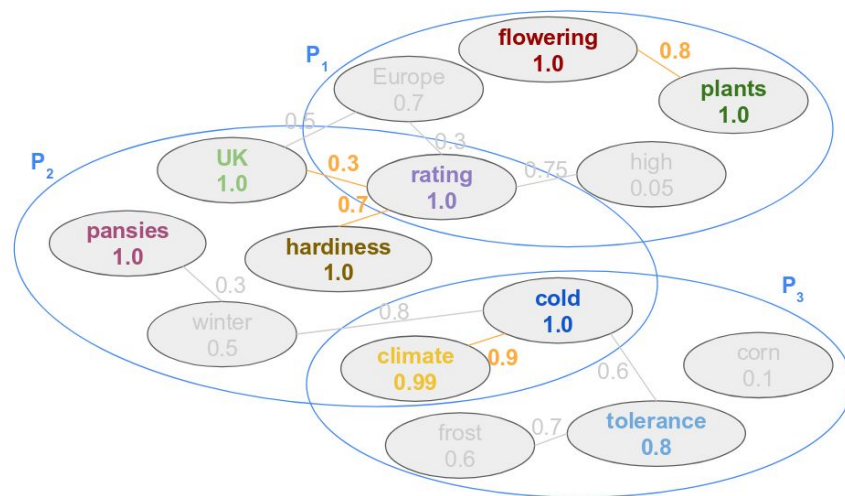 flowering
1.0
0.8
P1
Europe
0.7
plants
1.0
0.5
0.3
UK
1.0
0.3
rating
1.0
0.75
high
0.05
P2
0.7
pansies
1.0
hardiness
1.0
0.3
cold
1.0
P3
winter
0.5
0.8
climate
0.99
0.9
corn
0.1
0.6
frost
0.6
0.7
tolerance
0.8